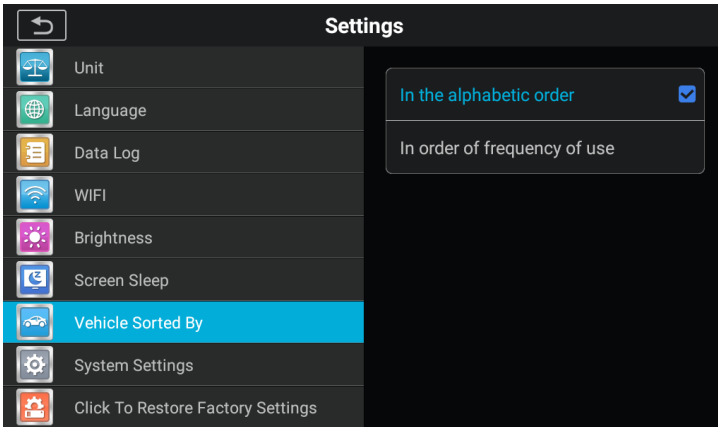 Settings
Unit
Language
Data Log
WIFI
Brightness
Screen Sleep
Vehicle Sorted By
System Settings
Click To Restore Factory Settings
In the alphabetic order
In order of frequency of use